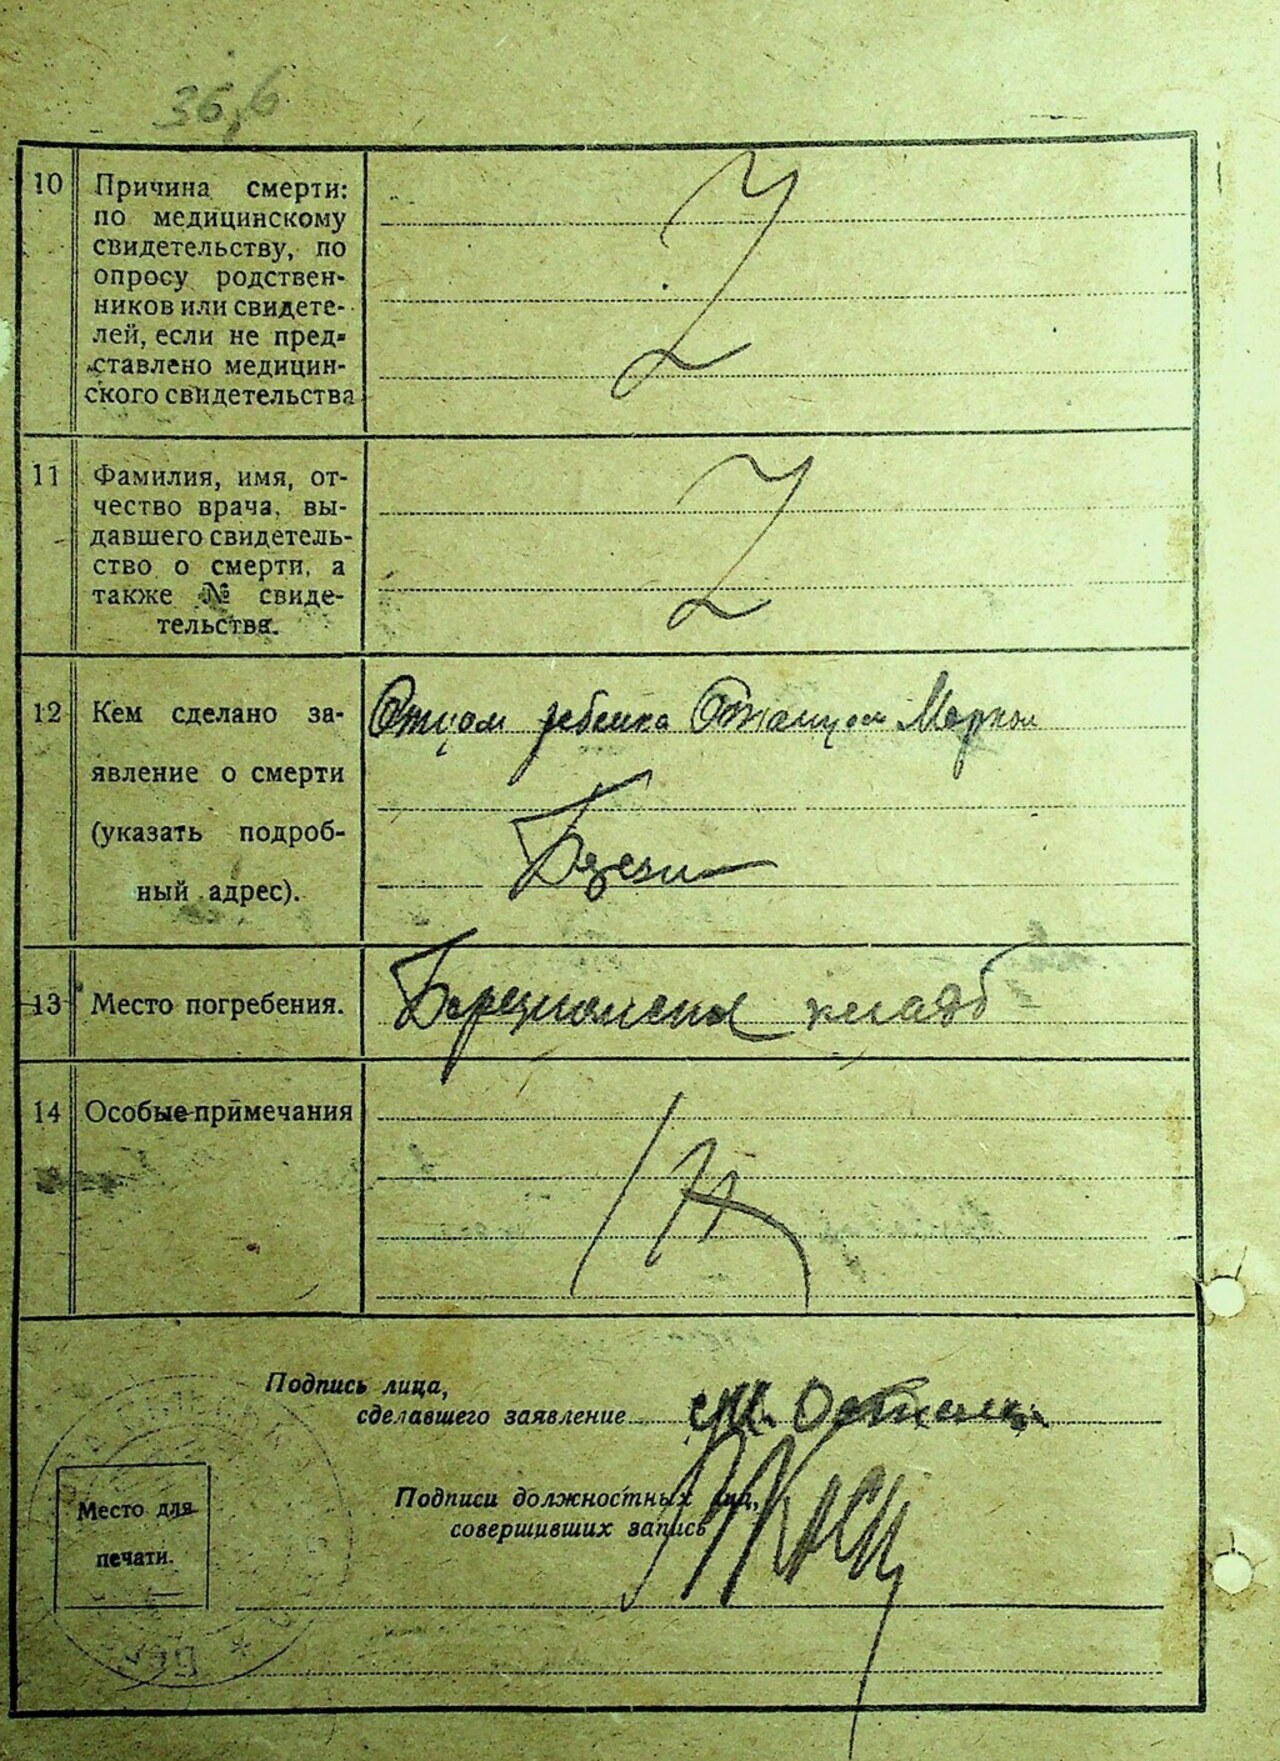 36,6
10
Причина смерти:
по медицинскому
свидетельству, по
опросу родствен-
ников или свидете-
лей, если не пред-
ставлено медицин-
ского свидетельства
Z
11
Фамилия, имя, от-
чество врача, вы-
давшего свидетель-
ство о смерти, а
также № свиде-
тельства.
Z
12
Кем сделано за-
явление о смерти
(указать подроб-
ный адрес).
Отцом ребенка
13
Место погребения.
14
Особые примечания
Подпись лица,
сделавшего заявление
Подписи должностных лиц,
совершивших запись
Место для
печати.